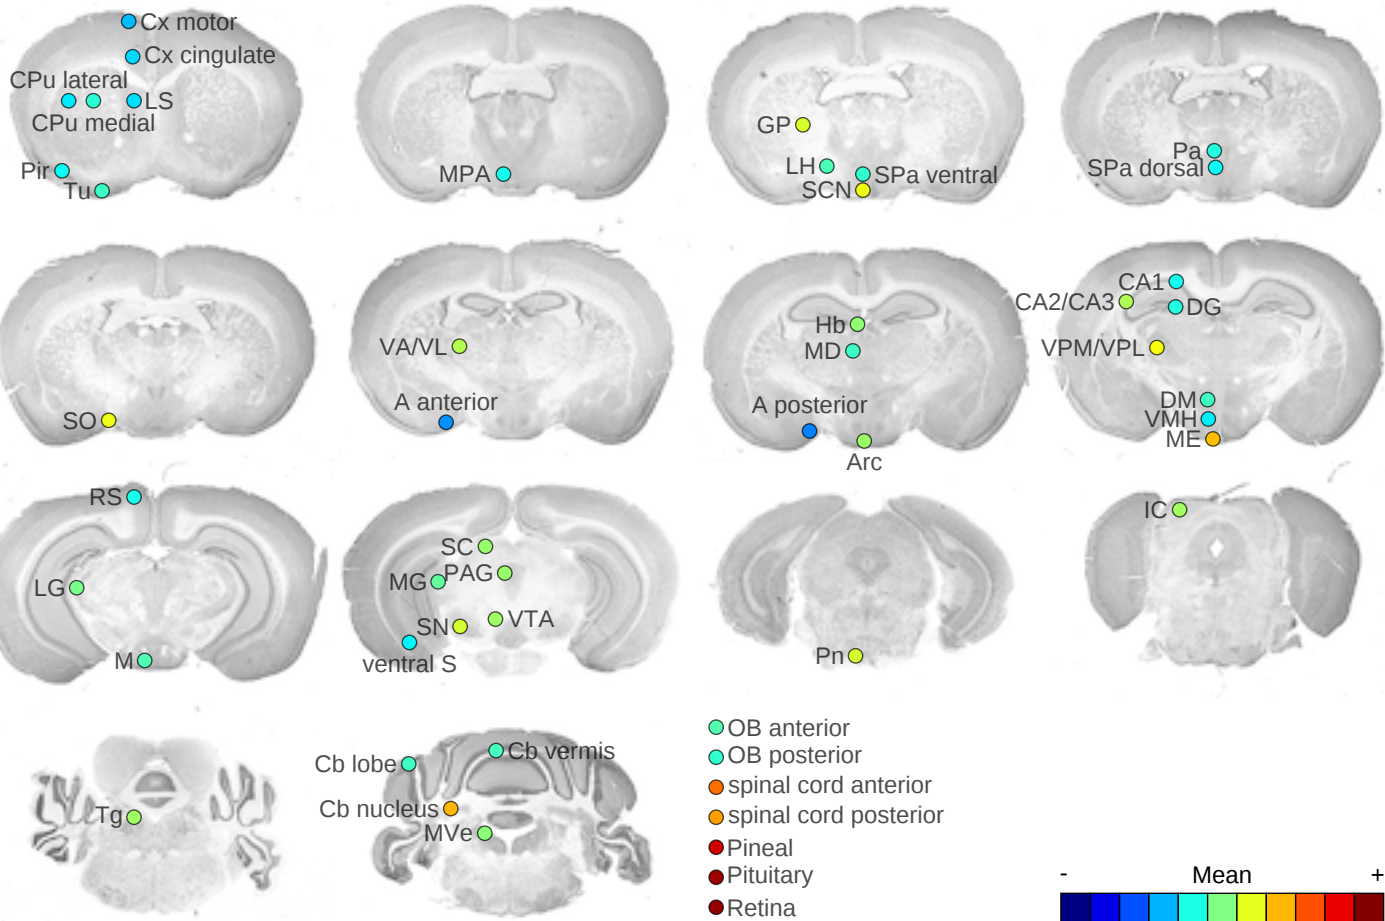 Cx motor
Cx cingulate
CPu lateral
LS
CPu medial
Pir
Tu
MPA
GP
LH
SPa ventral
SCN
Pa
SPa dorsal
SO
VA/VL
A anterior
Hb
MD
A posterior
Arc
CA1
CA2/CA3
DG
VPM/VPL
DM
VMH
ME
RS
LG
M
SC
PAG
MG
VTA
SN
ventral S
Pn
IC
Tg
Cb vermis
Cb lobe
Cb nucleus
MVe
OB anterior
OB posterior
spinal cord anterior
spinal cord posterior
Pineal
Pituitary
Retina
- Mean +